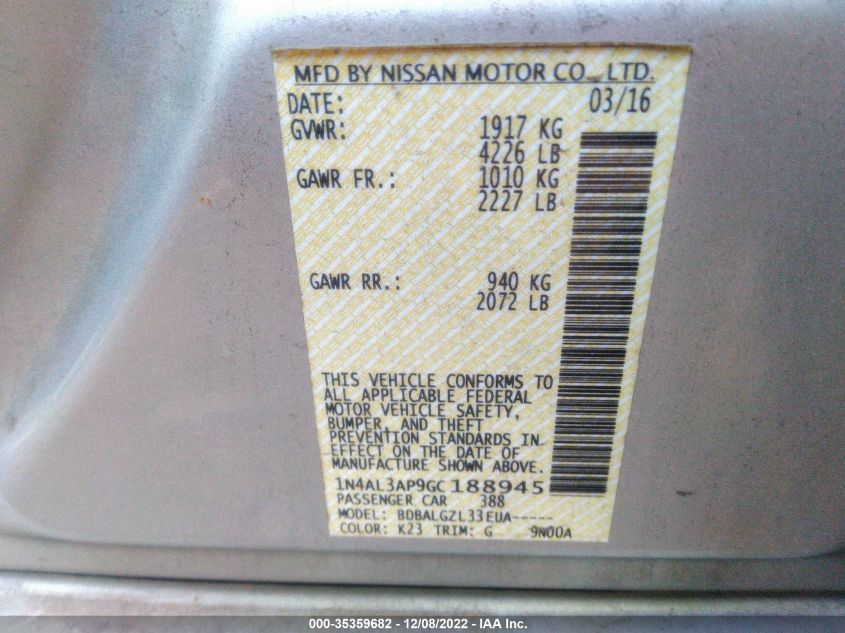 MFD BY NISSAN MOTOR CO., LTD.
DATE: 03/16
GVWR: 1917 KG
4226 LB
GAWR FR.: 1010 KG
2227 LB
GAWR RR.: 940 KG
2072 LB
THIS VEHICLE CONFORMS TO
ALL APPLICABLE FEDERAL
MOTOR VEHICLE SAFETY,
BUMPER, AND THEFT
PREVENTION STANDARDS IN
EFFECT ON THE DATE OF
MANUFACTURE SHOWN ABOVE.
1N4AL3AP9GC188945
PASSENGER CAR 388
MODEL: BDBALGZL33EUA-----
COLOR: K23 TRIM: G 9N00A
000-35359682 - 12/08/2022 - IAA Inc.